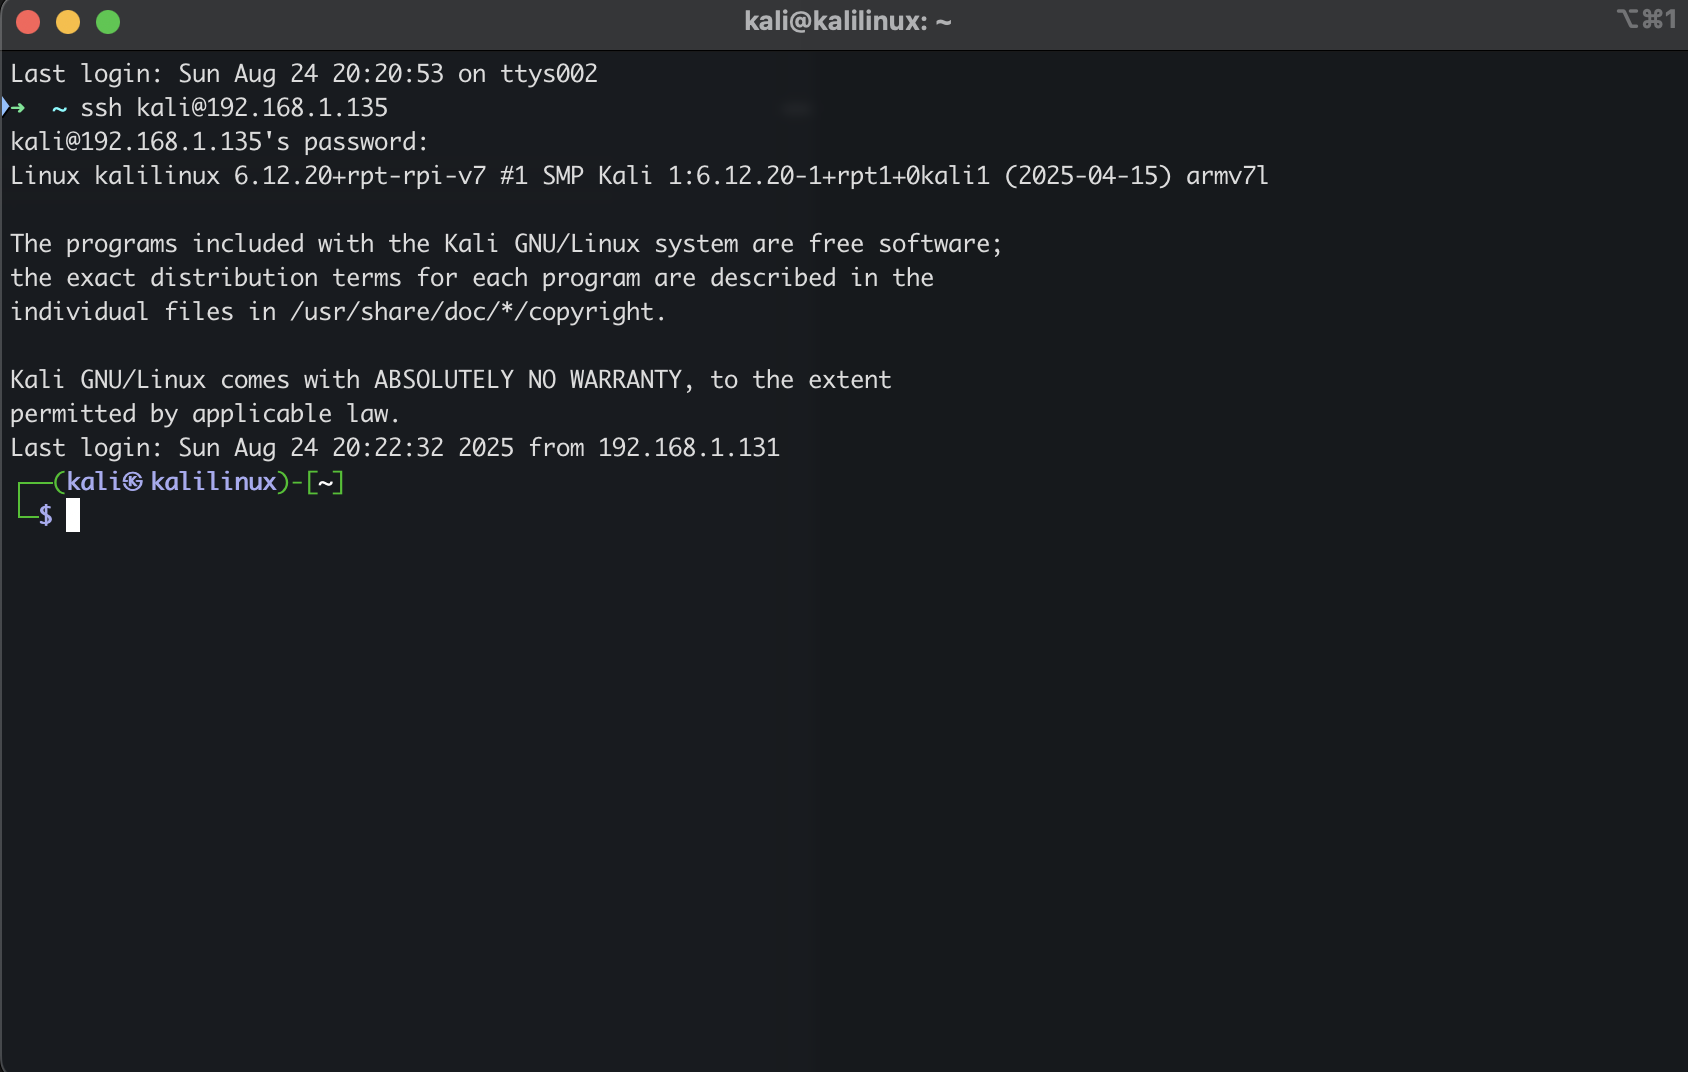 kali@kalilinux: ~
⌥⌘1
Last login: Sun Aug 24 20:20:53 on ttys002
➜  ~ ssh kali@192.168.1.135
kali@192.168.1.135's password:
Linux kalilinux 6.12.20+rpt-rpi-v7 #1 SMP Kali 1:6.12.20-1+rpt1+0kali1 (2025-04-15) armv7l
The programs included with the Kali GNU/Linux system are free software;
the exact distribution terms for each program are described in the
individual files in /usr/share/doc/*/copyright.
Kali GNU/Linux comes with ABSOLUTELY NO WARRANTY, to the extent
permitted by applicable law.
Last login: Sun Aug 24 20:22:32 2025 from 192.168.1.131
┌──(kali㉿kalilinux)-[~]
└─$